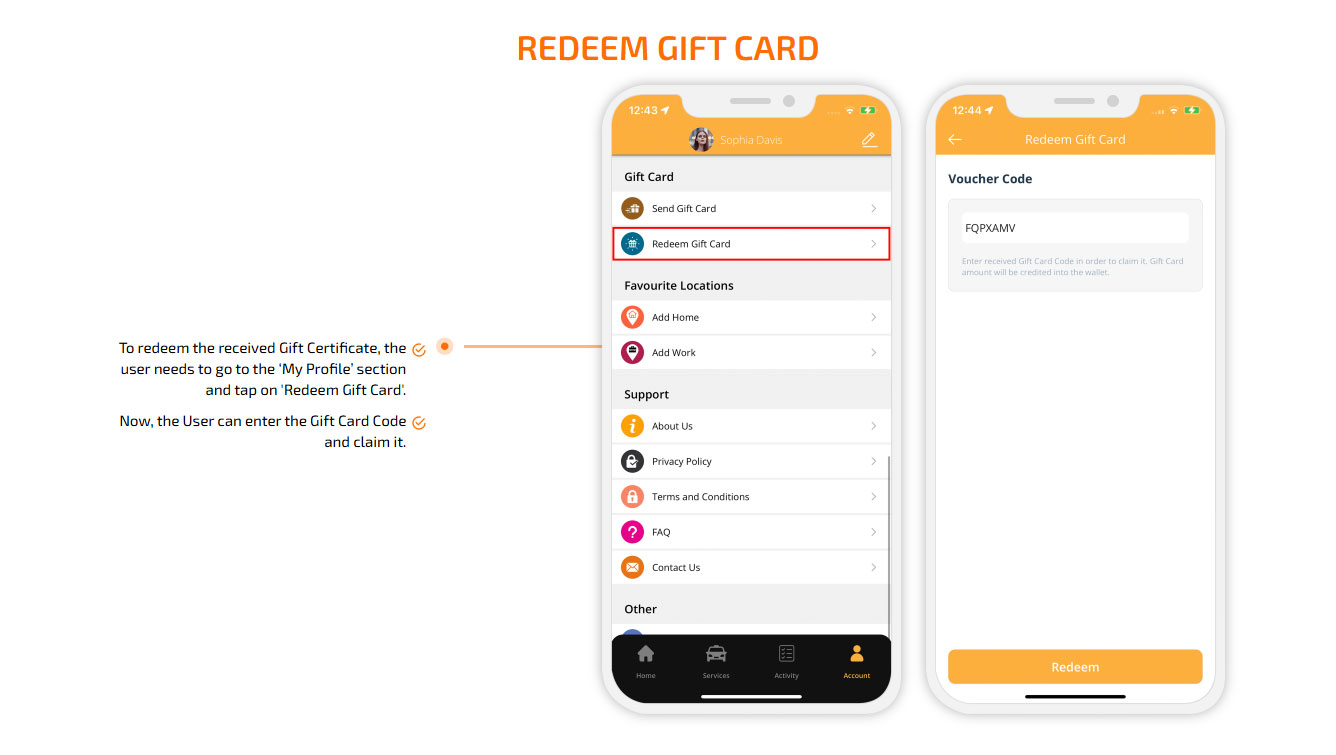 REDEEM GIFT CARD
To redeem the received Gift Certificate, the
user needs to go to the ‘My Profile’ section
and tap on 'Redeem Gift Card'.
Now, the User can enter the Gift Card Code
and claim it.
12:43
Sophia Davis
Gift Card
Send Gift Card
Redeem Gift Card
Favourite Locations
Add Home
Add Work
Support
About Us
Privacy Policy
Terms and Conditions
FAQ
Contact Us
Other
Home
Services
Activity
Account
12:44
Redeem Gift Card
Voucher Code
FQPXAMV
Enter received Gift Card Code in order to claim it. Gift Card
amount will be credited into the wallet.
Redeem